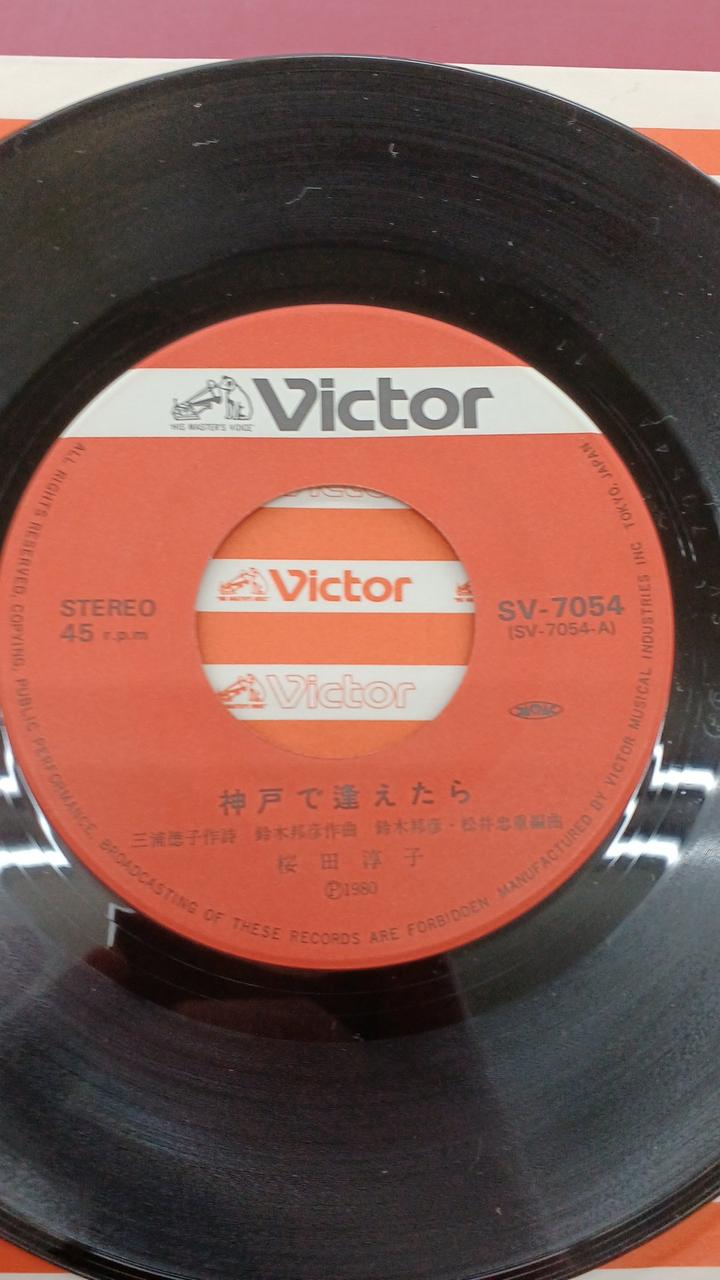 "HIS MASTER'S VOICE"
Victor
Victor
Victor
Victor
STEREO
45 r.p.m
SV-7054
(SV-7054-A)
神戸で逢えたら
三浦徳子作詩 鈴木邦彦作曲 鈴木邦彦・松井忠重編曲
桜田淳子
Ⓟ1980
ALL RIGHTS RESERVED. COPYING, PUBLIC PERFORMANCE, BROADCASTING OF THESE RECORDS ARE FORBIDDEN MANUFACTURED BY VICTOR MUSICAL INDUSTRIES INC TOKYO, JAPAN